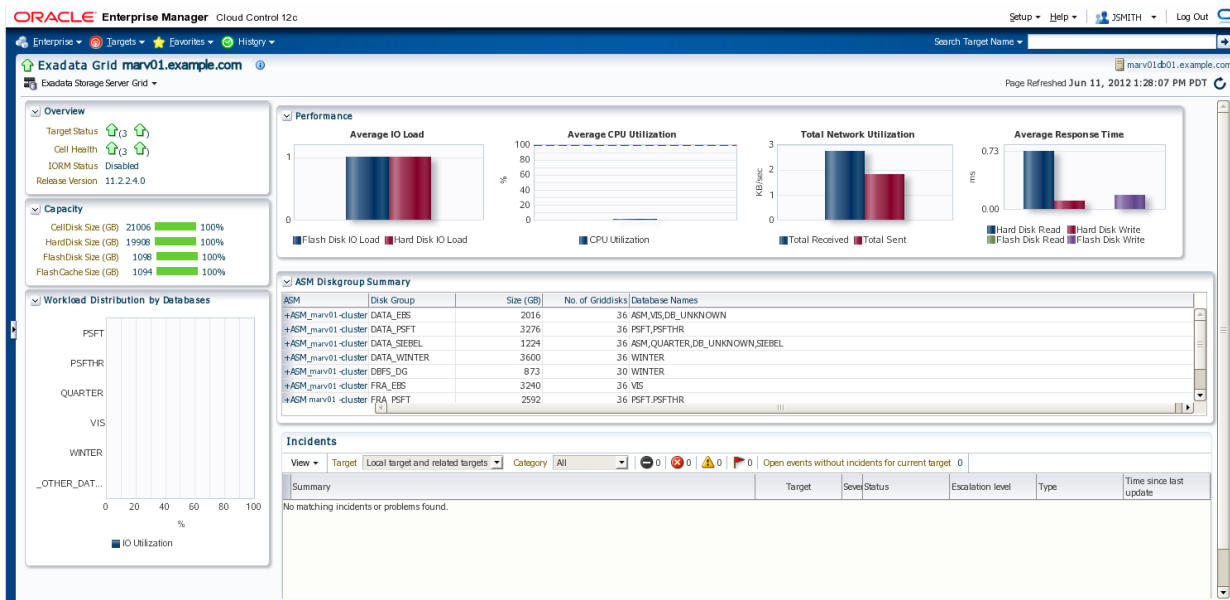 ORACLE Enterprise Manager Cloud Control 12c
Setup Help JSMITH Log Out
Enterprise Targets Favorites History Search Target Name
Exadata Grid marv01.example.com
marv01db01.example.com
Exadata Storage Server Grid
Page Refreshed Jun 11, 2012 1:28:07 PM PDT
Overview
Target Status (3 )
Cell Health (3 )
IORM Status Disabled
Release Version 11.2.2.4.0
Capacity
CellDisk Size (GB) 21006 100%
HardDisk Size (GB) 19908 100%
FlashDisk Size (GB) 1098 100%
FlashCache Size (GB) 1094 100%
Workload Distribution by Databases
PSFT
PSFTHR
QUARTER
VIS
WINTER
_OTHER_DAT...
0 20 40 60 80 100
%
IO Utilization
Performance
Average IO Load
1
0
Flash Disk IO Load Hard Disk IO Load
Average CPU Utilization
100
80
60
40
20
0
%
CPU Utilization
Total Network Utilization
3
2
1
0
KB/sec
Total Received Total Sent
Average Response Time
0.73
0.00
ms
Hard Disk Read Hard Disk Write
Flash Disk Read Flash Disk Write
ASM Diskgroup Summary
ASM Disk Group Size (GB) No. of Griddisks Database Names
+ASM_marv01 -cluster DATA_EBS 2016 36 ASM,VIS,DB_UNKNOWN
+ASM_marv01 -cluster DATA_PSFT 3276 36 PSFT,PSFTHR
+ASM_marv01 -cluster DATA_SIEBEL 1224 36 ASM,QUARTER,DB_UNKNOWN,SIEBEL
+ASM_marv01 -cluster DATA_WINTER 3600 36 WINTER
+ASM_marv01 -cluster DBFS_DG 873 30 WINTER
+ASM_marv01 -cluster FRA_EBS 3240 36 VIS
+ASM marv01 -cluster FRA_PSFT 2592 36 PSFT,PSFTHR
Incidents
View Target Local target and related targets Category All 0 0 0 0 Open events without incidents for current target 0
Summary Target Sever Status Escalation level Type Time since last
update
No matching incidents or problems found.